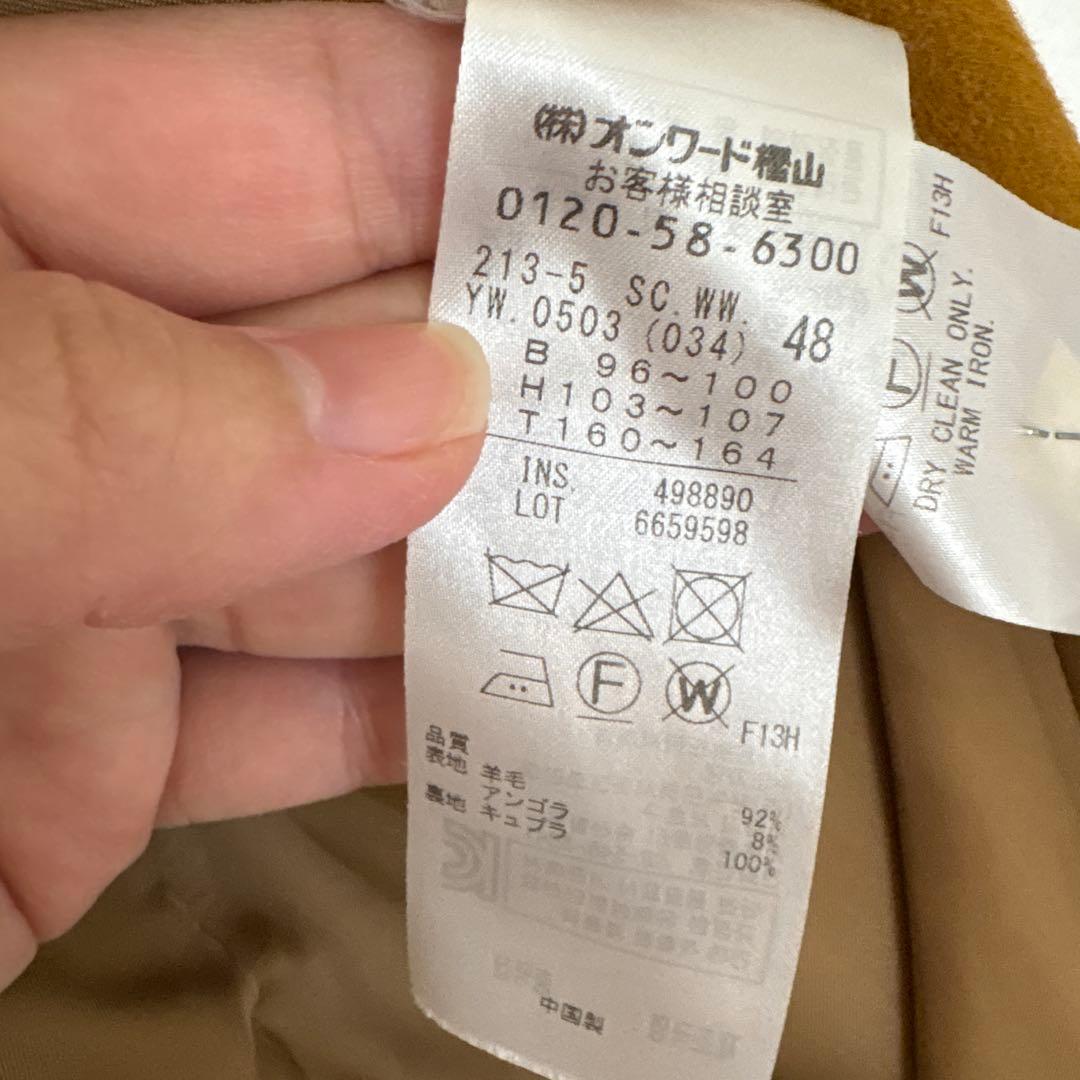 ㈱オンワード樫山
お客様相談室
0120-58-6300
213-5 SC.WW.
YW.0503 (034) 48
B 96～100
H 103～107
T 160～164
INS. 498890
LOT 6659598
F
W
F13H
品質
表地 羊毛 92%
アンゴラ 8%
裏地 キュプラ 100%
中国製
W F13H
DRY CLEAN ONLY.
WARM IRON.